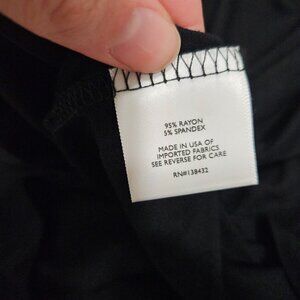 95% RAYON
5% SPANDEX
MADE IN USA OF
IMPORTED FABRICS
SEE REVERSE FOR CARE
RN#138432